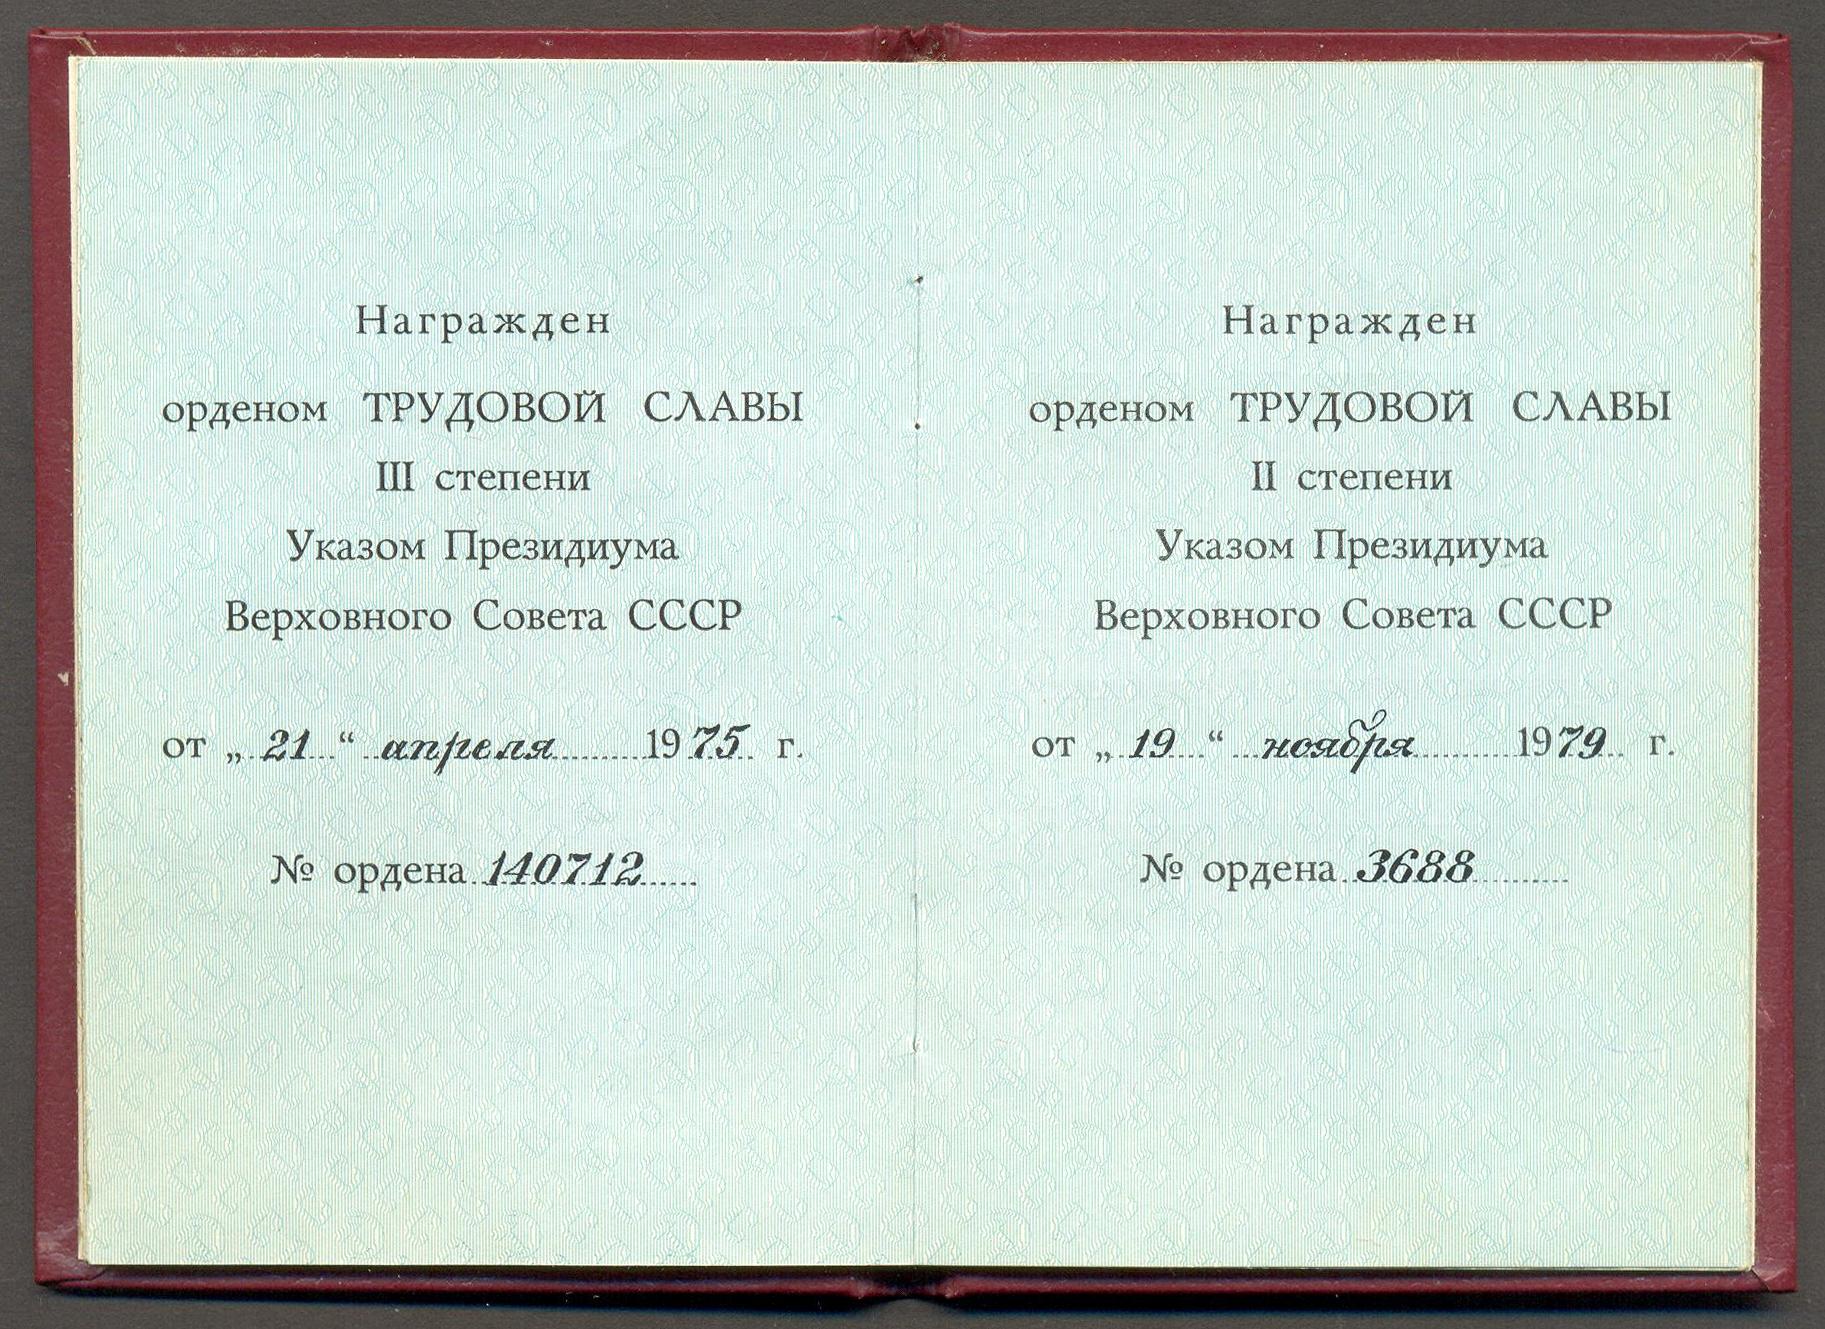 Награжден
орденом ТРУДОВОЙ СЛАВЫ
III степени
Указом Президиума
Верховного Совета СССР
от „ 21 “ апреля 1975 г.
№ ордена 140712
Награжден
орденом ТРУДОВОЙ СЛАВЫ
II степени
Указом Президиума
Верховного Совета СССР
от „ 19 “ ноября 1979 г.
№ ордена 3688